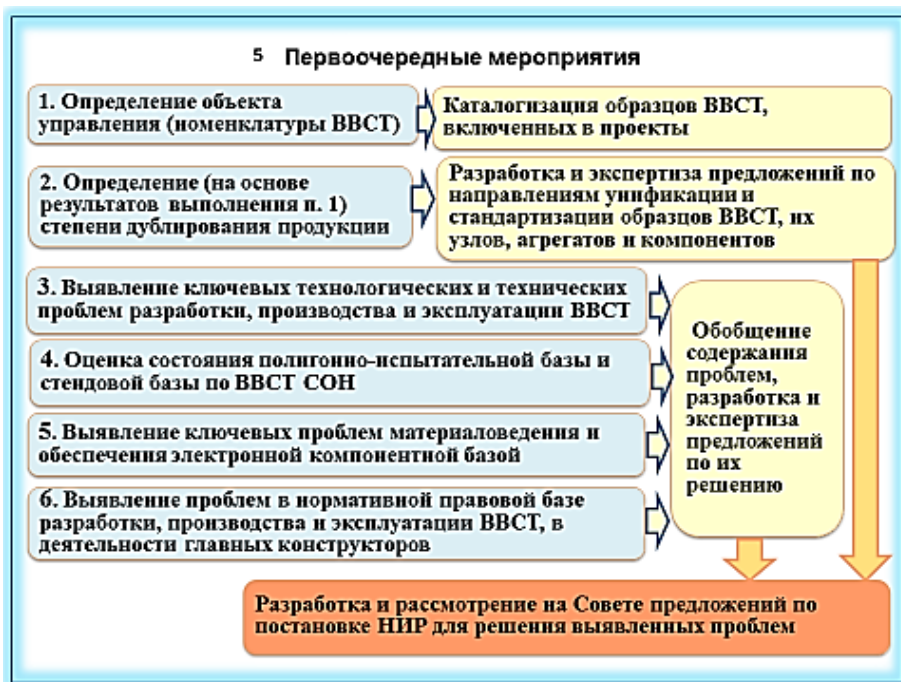 5 Первоочередные мероприятия
1. Определение объекта
управления (номенклатуры ВВСТ)
Каталогизация образцов ВВСТ,
включенных в проекты
2. Определение (на основе
результатов выполнения п. 1)
степени дублирования продукции
Разработка и экспертиза предложений по
направлениям унификации и
стандартизации образцов ВВСТ, их
узлов, агрегатов и компонентов
3. Выявление ключевых технологических и технических
проблем разработки, производства и эксплуатации ВВСТ
4. Оценка состояния полигонно-испытательной базы и
стендовой базы по ВВСТ СОН
5. Выявление ключевых проблем материаловедения и
обеспечения электронной компонентной базой
6. Выявление проблем в нормативной правовой базе
разработки, производства и эксплуатации ВВСТ, в
деятельности главных конструкторов
Обобщение
содержания
проблем,
разработка и
экспертиза
предложений
по их
решению
Разработка и рассмотрение на Совете предложений по
постановке НИР для решения выявленных проблем